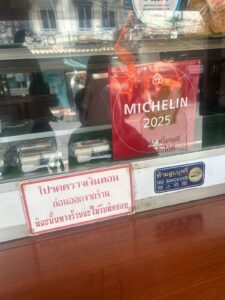 MICHELIN
2025
โปรดตรวจเงินทอน
ก่อนออกจากร้าน
มิฉะนั้นทางร้านจะไม่รับผิดชอบ
ห้ามสูบบุหรี่
NO SMOKING